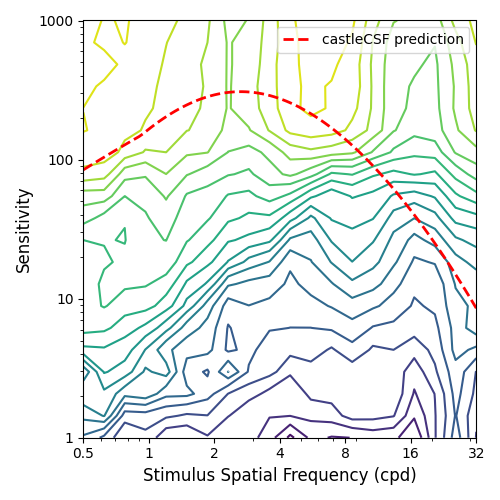 1000
castleCSF prediction
100
Sensitivity
10
1
0.5 1 2 4 8 16 32
Stimulus Spatial Frequency (cpd)